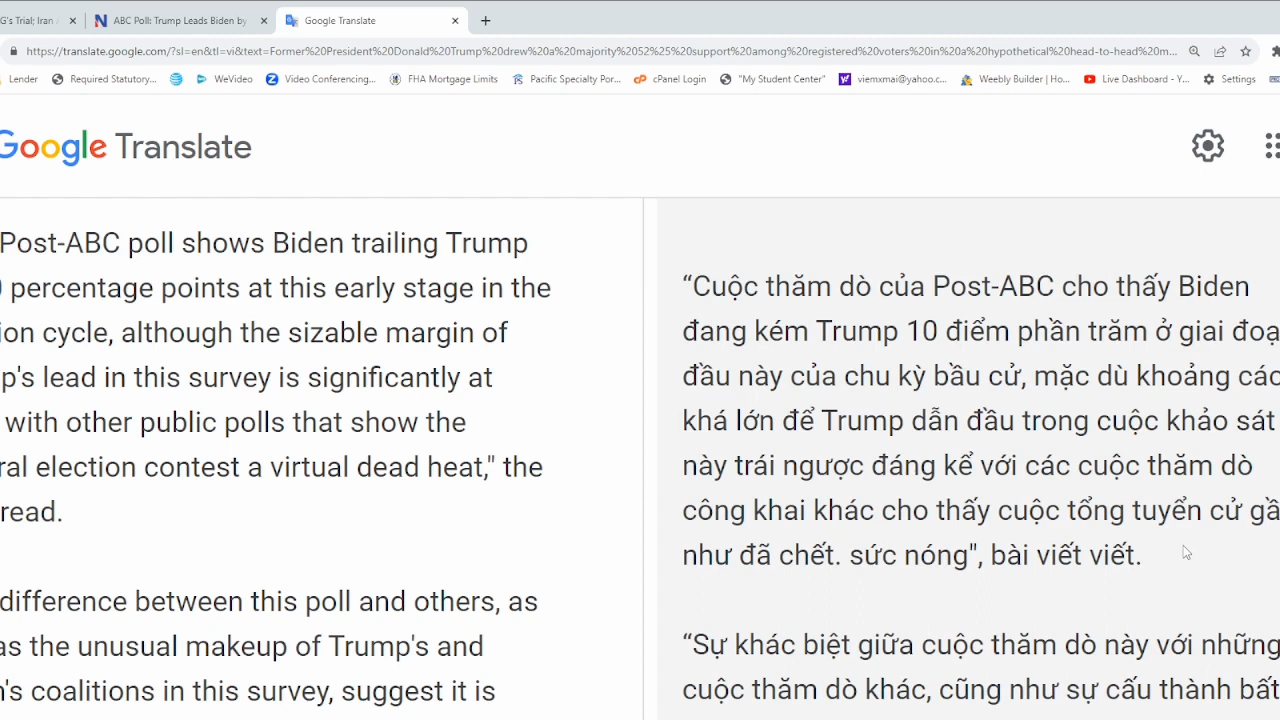 G's Trial; Iran
ABC Poll: Trump Leads Biden by
Google Translate
https://translate.google.com/?sl=en&tl=vi&text=Former%20President%20Donald%20Trump%20drew%20a%20majority%2052%25%20support%20among%20registered%20voters%20in%20a%20hypothetical%20head-to-head%20m...
Lender Required Statutory... WeVideo Video Conferencing... FHA Mortgage Limits Pacific Specialty Por... cPanel Login "My Student Center" viemxmai@yahoo.c... Weebly Builder | Ho... Live Dashboard - Y... Settings
Google Translate
Post-ABC poll shows Biden trailing Trump
percentage points at this early stage in the
ion cycle, although the sizable margin of
p's lead in this survey is significantly at
with other public polls that show the
ral election contest a virtual dead heat," the
read.
difference between this poll and others, as
as the unusual makeup of Trump's and
n's coalitions in this survey, suggest it is
“Cuộc thăm dò của Post-ABC cho thấy Biden
đang kém Trump 10 điểm phần trăm ở giai đoạ
đầu này của chu kỳ bầu cử, mặc dù khoảng các
khá lớn để Trump dẫn đầu trong cuộc khảo sát
này trái ngược đáng kể với các cuộc thăm dò
công khai khác cho thấy cuộc tổng tuyển cử gầ
như đã chết. sức nóng", bài viết viết.
“Sự khác biệt giữa cuộc thăm dò này với những
cuộc thăm dò khác, cũng như sự cấu thành bất